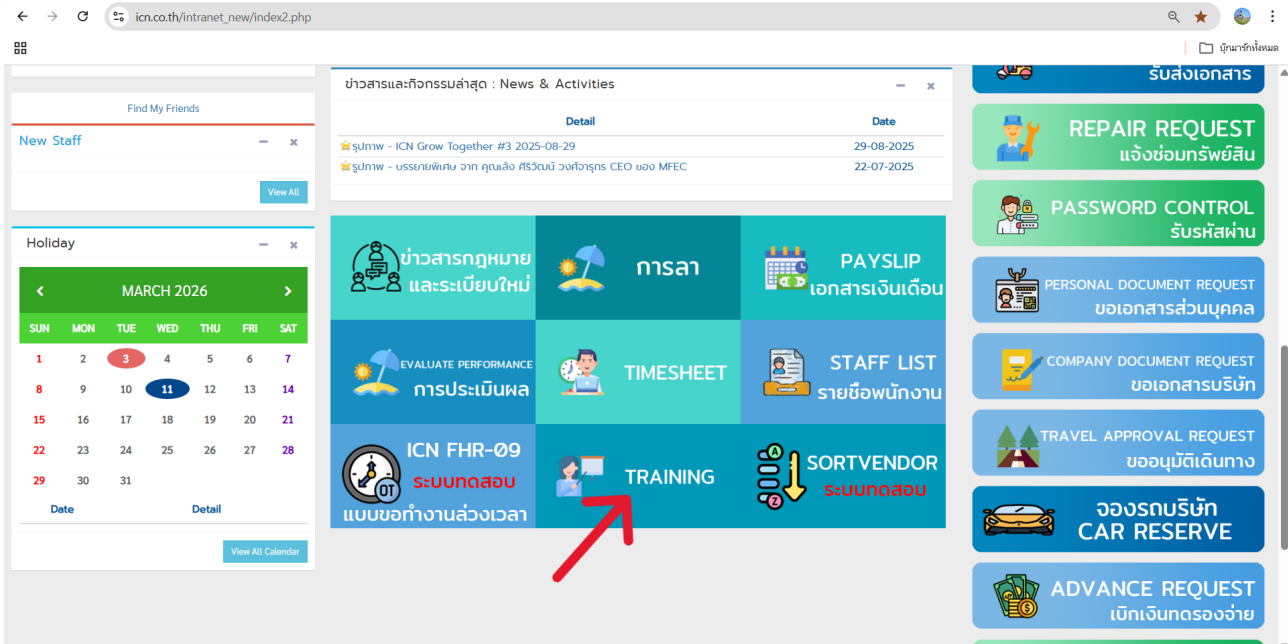 icn.co.th/intranet_new/index2.php
บุ๊กมาร์กทั้งหมด
Find My Friends
New Staff
View All
Holiday
MARCH 2026
SUN MON TUE WED THU FRI SAT
1 2 3 4 5 6 7
8 9 10 11 12 13 14
15 16 17 18 19 20 21
22 23 24 25 26 27 28
29 30 31
Date Detail
View All Calendar
ข่าวสารและกิจกรรมล่าสุด : News & Activities
Detail Date
รูปภาพ - ICN Grow Together #3 2025-08-29 29-08-2025
รูปภาพ - บรรยายพิเศษ จาก คุณเล้ง ศิริวัฒน์ วงศ์จารุกร CEO ของ MFEC 22-07-2025
ข่าวสารกฎหมาย
และระเบียบใหม่
การลา
PAYSLIP
เอกสารเงินเดือน
EVALUATE PERFORMANCE
การประเมินผล
TIMESHEET
STAFF LIST
รายชื่อพนักงาน
ICN FHR-09
ระบบทดสอบ
OT
แบบขอทำงานล่วงเวลา
TRAINING
A
Z
SORTVENDOR
ระบบทดสอบ
รับส่งเอกสาร
REPAIR REQUEST
แจ้งซ่อมทรัพย์สิน
PASSWORD CONTROL
รับรหัสผ่าน
PERSONAL DOCUMENT REQUEST
ขอเอกสารส่วนบุคคล
COMPANY DOCUMENT REQUEST
ขอเอกสารบริษัท
TRAVEL APPROVAL REQUEST
ขออนุมัติเดินทาง
จองรถบริษัท
CAR RESERVE
ADVANCE REQUEST
เบิกเงินทดรองจ่าย